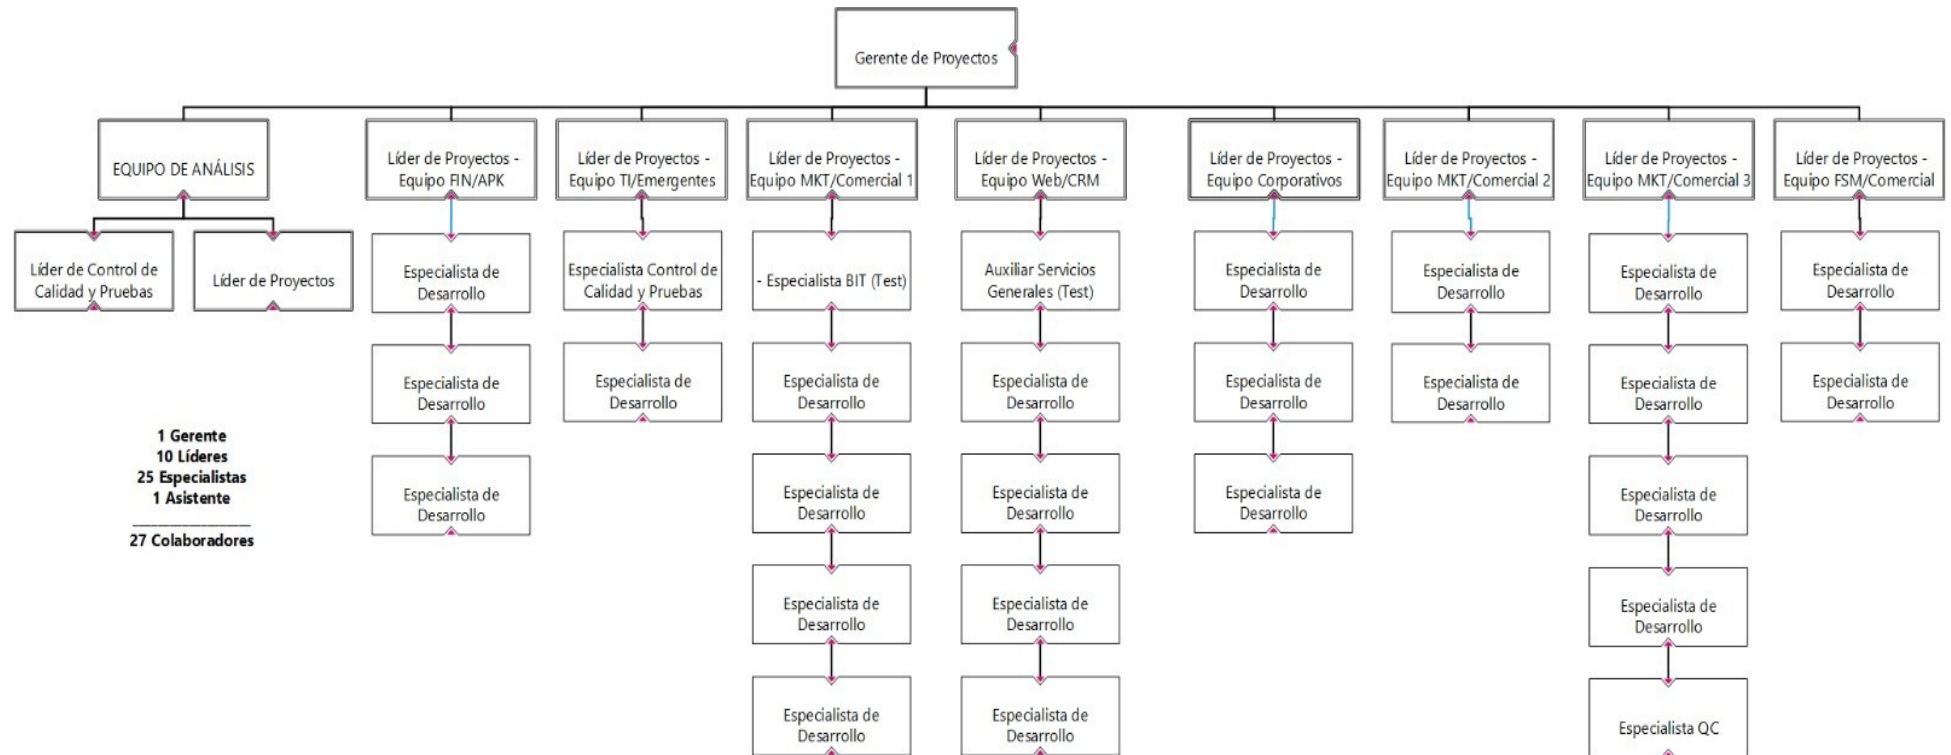 Gerente de Proyectos
EQUIPO DE ANÁLISIS
Líder de Proyectos -
Equipo FIN/APK
Líder de Proyectos -
Equipo TI/Emergentes
Líder de Proyectos -
Equipo MKT/Comercial 1
Líder de Proyectos -
Equipo Web/CRM
Líder de Proyectos -
Equipo Corporativos
Líder de Proyectos -
Equipo MKT/Comercial 2
Líder de Proyectos -
Equipo MKT/Comercial 3
Líder de Proyectos -
Equipo FSM/Comercial
Líder de Control de
Calidad y Pruebas
Líder de Proyectos
Especialista de
Desarrollo
Especialista Control de
Calidad y Pruebas
- Especialista BIT (Test)
Auxiliar Servicios
Generales (Test)
Especialista de
Desarrollo
Especialista de
Desarrollo
Especialista de
Desarrollo
Especialista de
Desarrollo
Especialista de
Desarrollo
Especialista de
Desarrollo
Especialista de
Desarrollo
Especialista de
Desarrollo
Especialista de
Desarrollo
Especialista de
Desarrollo
Especialista de
Desarrollo
Especialista de
Desarrollo
1 Gerente
10 Líderes
25 Especialistas
1 Asistente
27 Colaboradores
Especialista de
Desarrollo
Especialista de
Desarrollo
Especialista de
Desarrollo
Especialista de
Desarrollo
Especialista de
Desarrollo
Especialista de
Desarrollo
Especialista de
Desarrollo
Especialista de
Desarrollo
Especialista de
Desarrollo
Especialista de
Desarrollo
Especialista QC